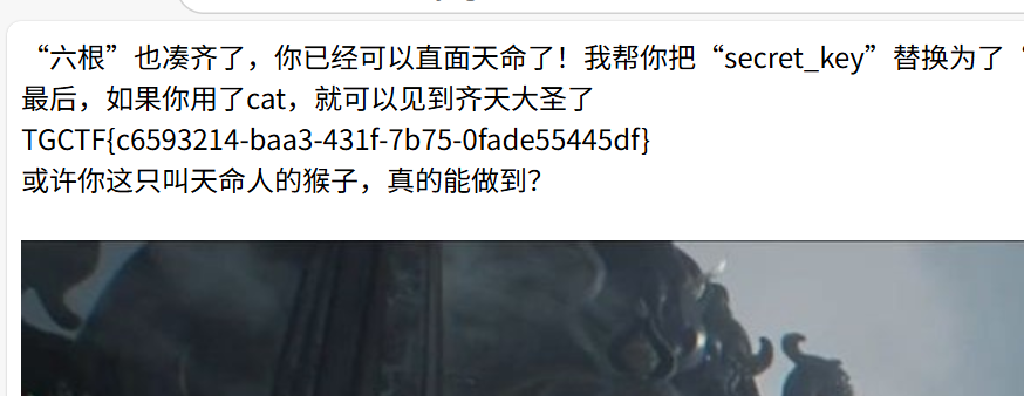 “六根”也凑齐了，你已经可以直面天命了！我帮你把“secret_key”替换为了“
最后，如果你用了cat，就可以见到齐天大圣了
TGCTF{c6593214-baa3-431f-7b75-0fade55445df}
或许你这只叫天命人的猴子，真的能做到？